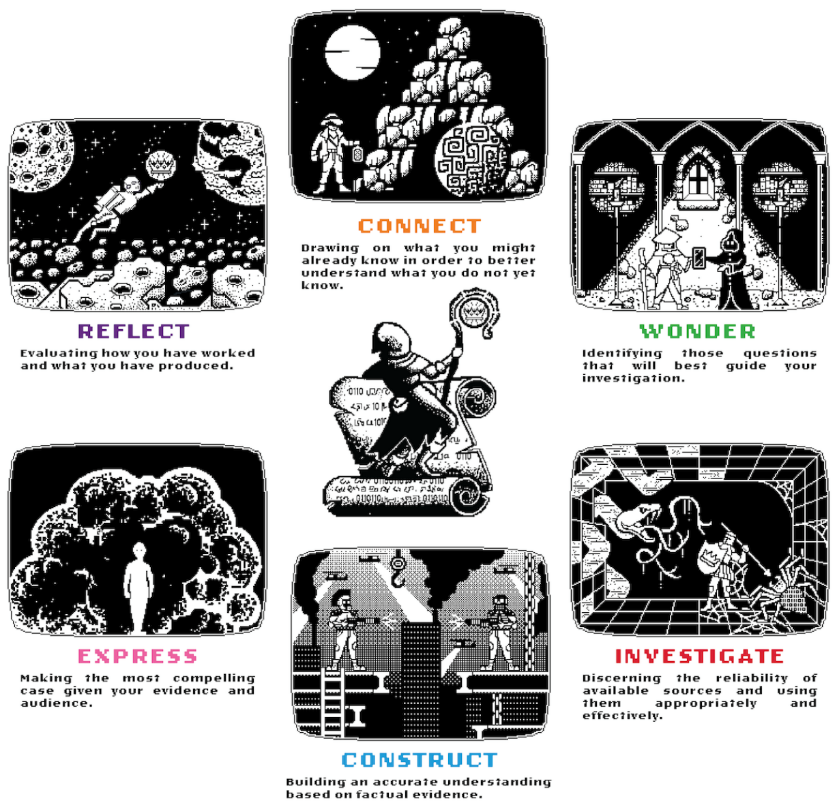 CONNECT
Drawing on what you might
already know in order to better
understand what you do not yet
know.
WONDER
Identifying those questions
that will best guide your
investigation.
INVESTIGATE
Discerning the reliability of
available sources and using
them appropriately and
effectively.
CONSTRUCT
Building an accurate understanding
based on factual evidence.
EXPRESS
Making the most compelling
case given your evidence and
audience.
REFLECT
Evaluating how you have worked
and what you have produced.